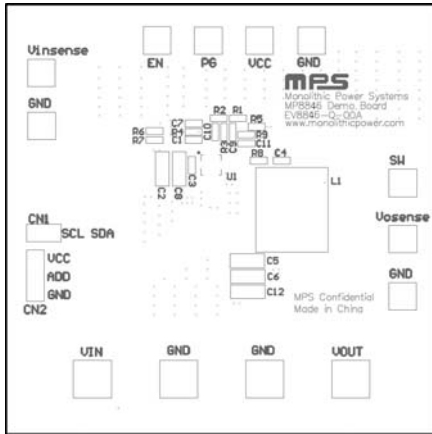 Vinsense
EN PG VCC GND
GND
MPS
Monolithic Power Systems
MP8846 Demo Board
EV8846-Q-00A
www.monolithicpower.com
R2 R1
C7
R5
R6 R4 C10
R9
R7 C1 R3 C9 C11
R8 C4
C2 C8 C3 U1
L1
SW
CN1
SCL SDA
Vosense
VCC
ADD
GND
CN2
C5
C6
C12
GND
MPS Confidential
Made in China
VIN GND GND VOUT